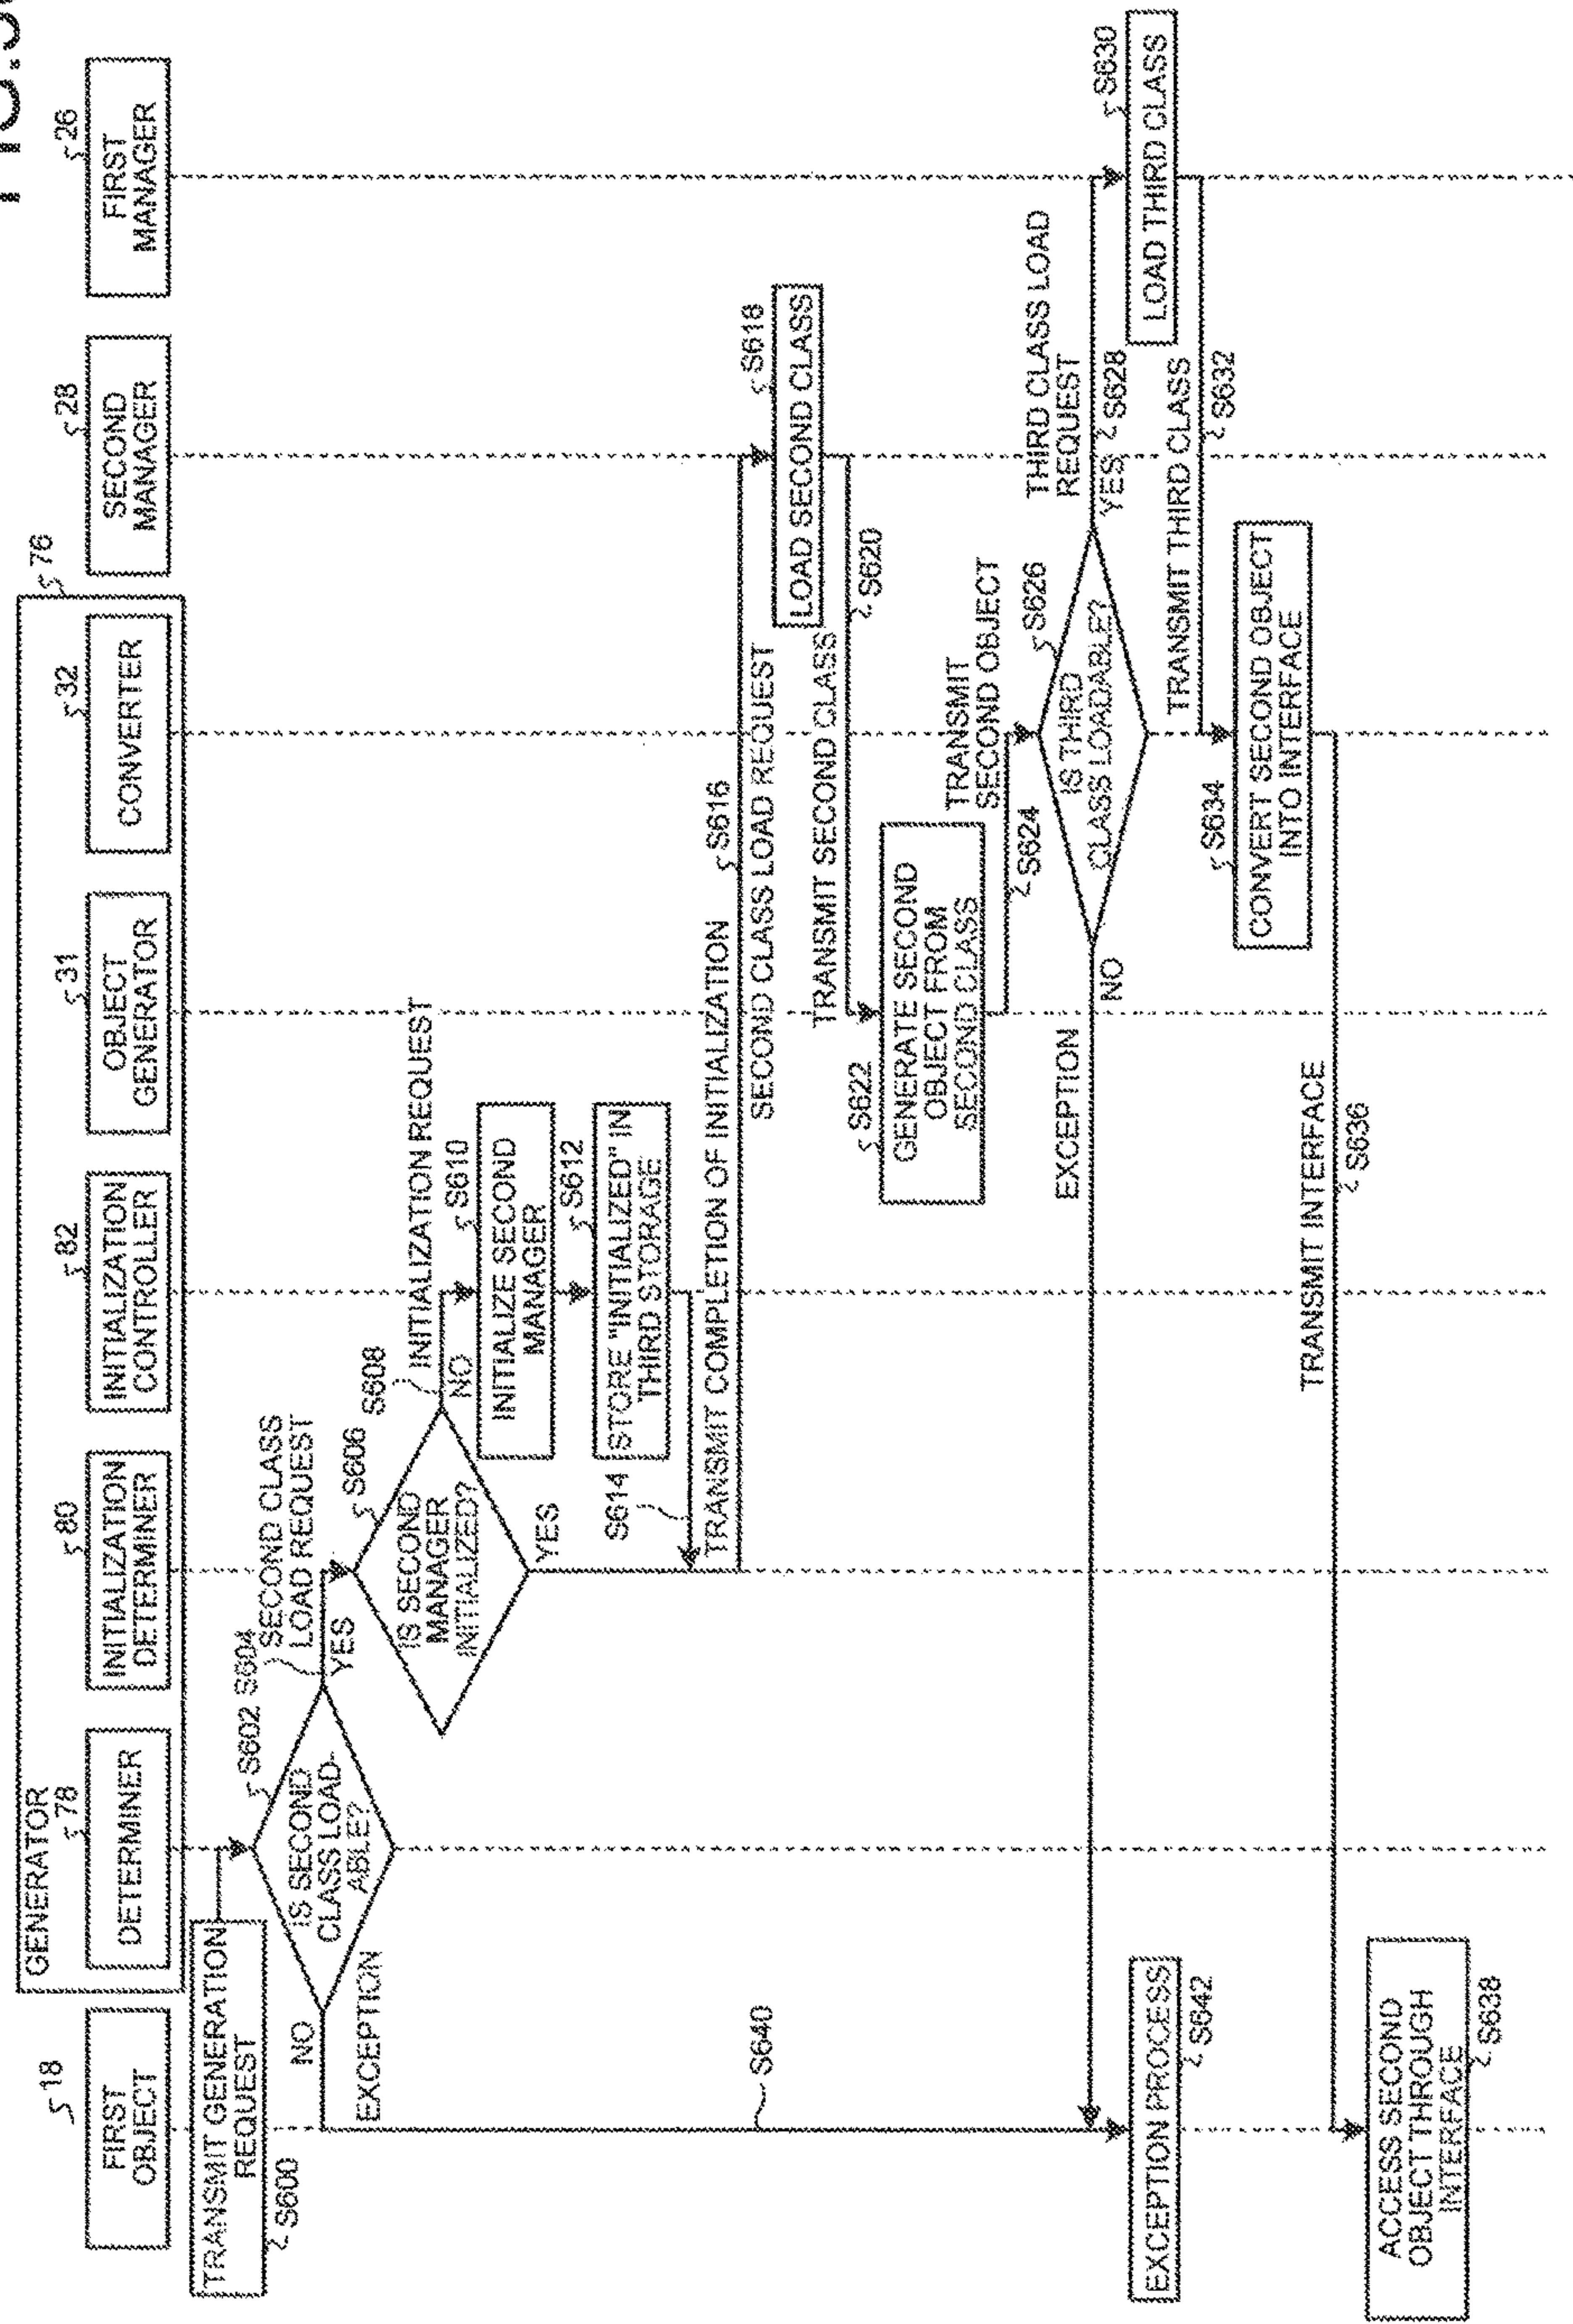 GENERATOR
76
18
FIRST
OBJECT
78
DETERMINER
80
INITIALIZATION
DETERMINER
82
INITIALIZATION
CONTROLLER
31
OBJECT
GENERATOR
32
CONVERTER
28
SECOND
MANAGER
26
FIRST
MANAGER
TRANSMIT GENERATION
REQUEST
S600
S602
IS SECOND
CLASS LOAD-
ABLE?
NO
EXCEPTION
YES
S604
SECOND CLASS
LOAD REQUEST
S606
IS SECOND
MANAGER
INITIALIZED?
YES
NO
S608
INITIALIZATION REQUEST
S610
INITIALIZE SECOND
MANAGER
S612
STORE "INITIALIZED" IN
THIRD STORAGE
S614
TRANSMIT COMPLETION OF INITIALIZATION
S616
SECOND CLASS LOAD REQUEST
S618
LOAD SECOND CLASS
TRANSMIT SECOND CLASS
S620
S622
GENERATE SECOND
OBJECT FROM
SECOND CLASS
TRANSMIT
SECOND OBJECT
S624
S626
IS THIRD
CLASS LOADABLE?
NO
EXCEPTION
THIRD CLASS LOAD
REQUEST
YES
S628
S630
LOAD THIRD CLASS
TRANSMIT THIRD CLASS
S632
S634
CONVERT SECOND OBJECT
INTO INTERFACE
S640
EXCEPTION PROCESS
S642
TRANSMIT INTERFACE
S636
ACCESS SECOND
OBJECT THROUGH
INTERFACE
S638